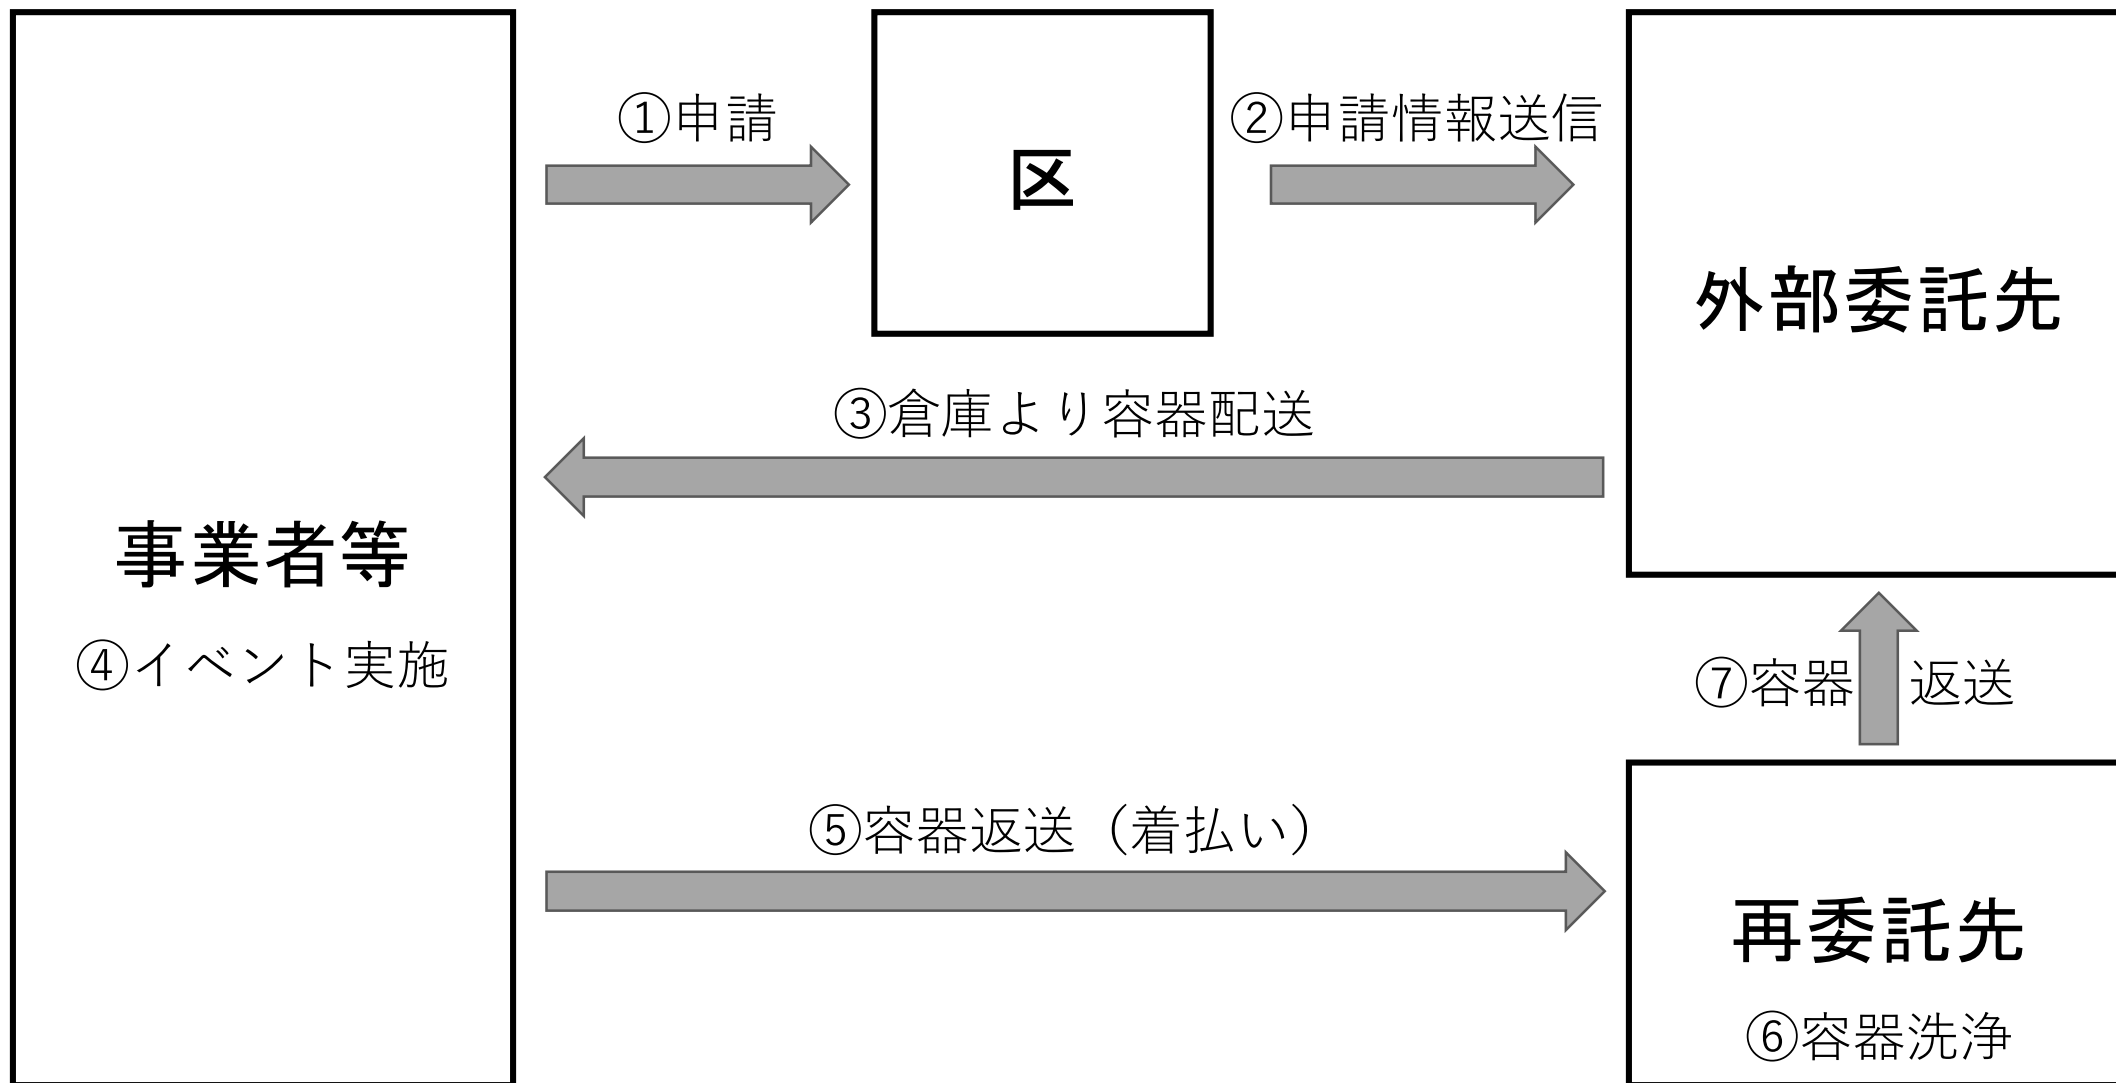 ①申請
区
②申請情報送信
外部委託先
③倉庫より容器配送
事業者等
④イベント実施
⑤容器返送（着払い）
再委託先
⑥容器洗浄
⑦容器 返送